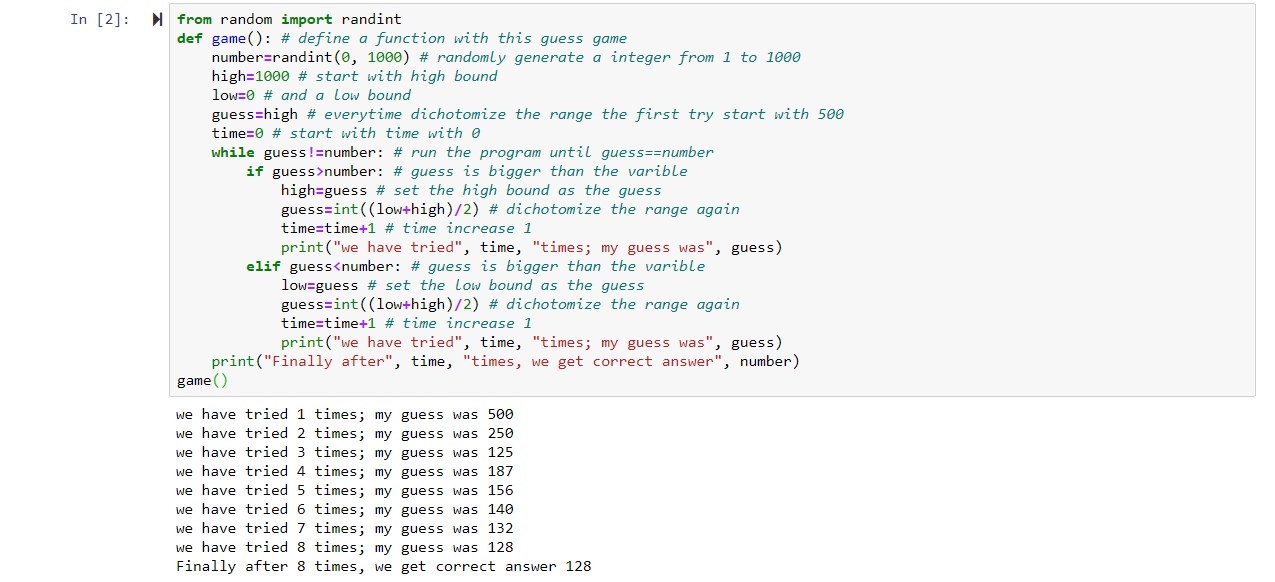 In [2]:
from random import randint
def game(): # define a function with this guess game
    number=randint(0, 1000) # randomly generate a integer from 1 to 1000
    high=1000 # start with high bound
    low=0 # and a low bound
    guess=high # everytime dichotomize the range the first try start with 500
    time=0 # start with time with 0
    while guess!=number: # run the program until guess==number
        if guess>number: # guess is bigger than the varible
            high=guess # set the high bound as the guess
            guess=int((low+high)/2) # dichotomize the range again
            time=time+1 # time increase 1
            print("we have tried", time, "times; my guess was", guess)
        elif guess<number: # guess is bigger than the varible
            low=guess # set the low bound as the guess
            guess=int((low+high)/2) # dichotomize the range again
            time=time+1 # time increase 1
            print("we have tried", time, "times; my guess was", guess)
    print("Finally after", time, "times, we get correct answer", number)
game()
we have tried 1 times; my guess was 500
we have tried 2 times; my guess was 250
we have tried 3 times; my guess was 125
we have tried 4 times; my guess was 187
we have tried 5 times; my guess was 156
we have tried 6 times; my guess was 140
we have tried 7 times; my guess was 132
we have tried 8 times; my guess was 128
Finally after 8 times, we get correct answer 128